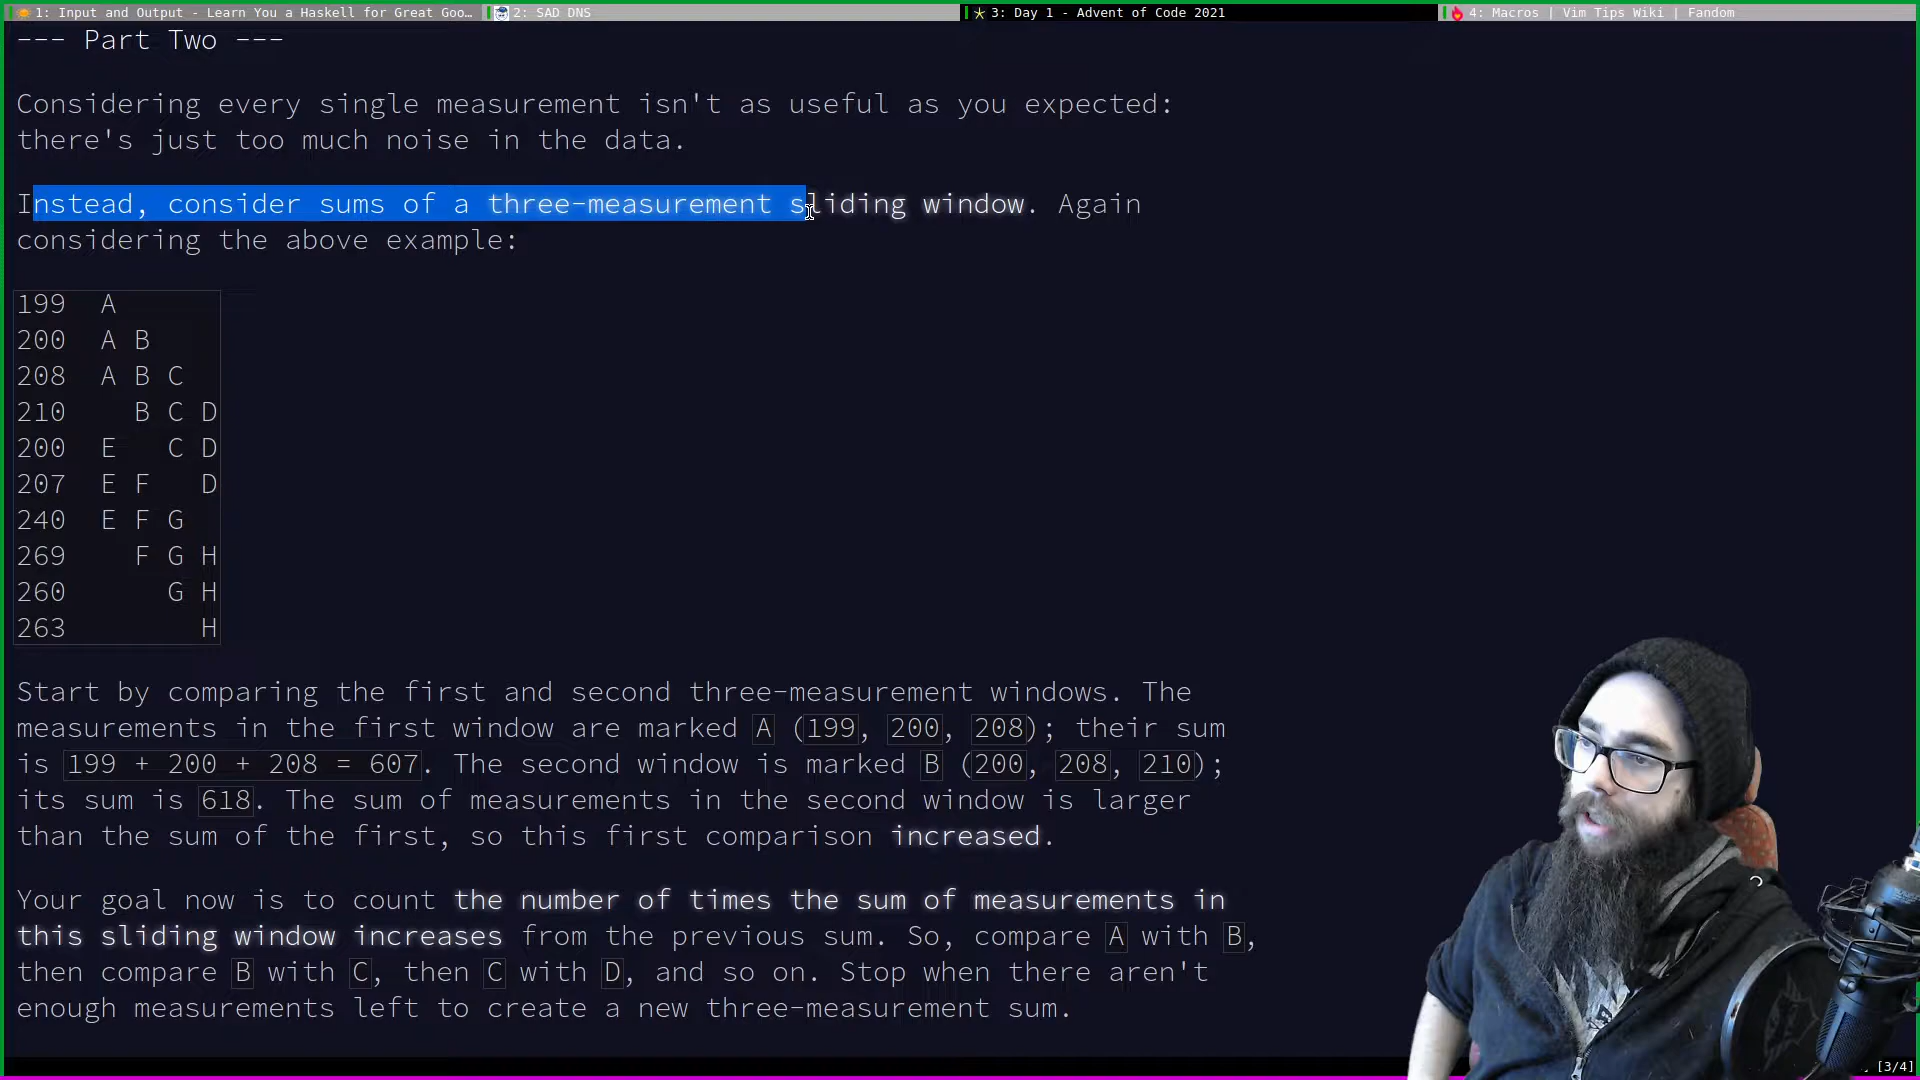 1: Input and Output - Learn You a Haskell for Great Goo… 2: SAD DNS 3: Day 1 - Advent of Code 2021 4: Macros | Vim Tips Wiki | Fandom
--- Part Two ---
Considering every single measurement isn't as useful as you expected:
there's just too much noise in the data.
Instead, consider sums of a three-measurement sliding window. Again
considering the above example:
199 A
200 A B
208 A B C
210 B C D
200 E C D
207 E F D
240 E F G
269 F G H
260 G H
263 H
Start by comparing the first and second three-measurement windows. The
measurements in the first window are marked A (199, 200, 208); their sum
is 199 + 200 + 208 = 607. The second window is marked B (200, 208, 210);
its sum is 618. The sum of measurements in the second window is larger
than the sum of the first, so this first comparison increased.
Your goal now is to count the number of times the sum of measurements in
this sliding window increases from the previous sum. So, compare A with B,
then compare B with C, then C with D, and so on. Stop when there aren't
enough measurements left to create a new three-measurement sum.
[3/4]